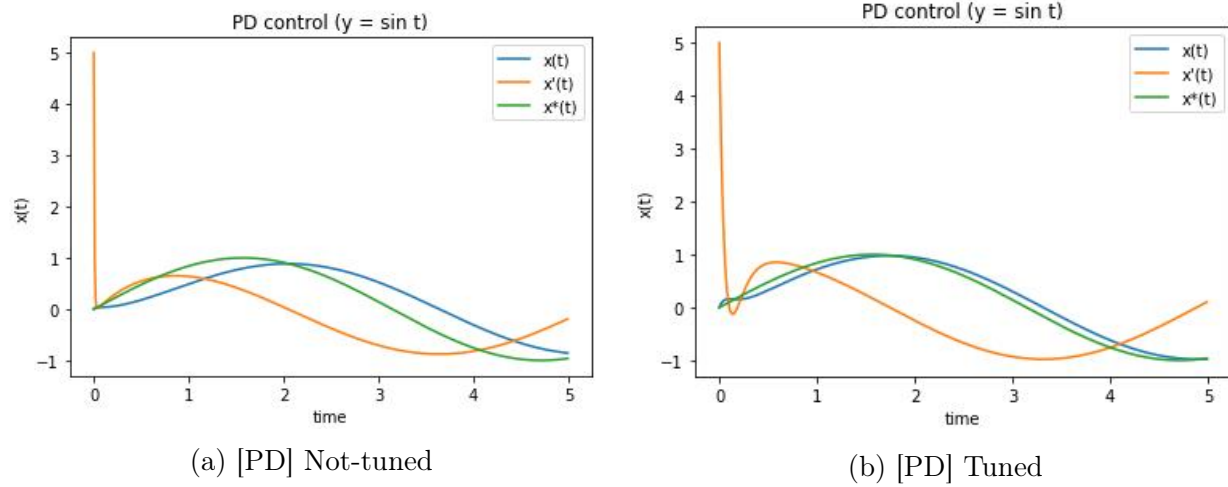 PD control (y = sin t)
x(t)
x'(t)
x*(t)
5
4
3
2
1
0
−1
x(t)
0 1 2 3 4 5
time
(a) [PD] Not-tuned
PD control (y = sin t)
x(t)
x'(t)
x*(t)
5
4
3
2
1
0
−1
x(t)
0 1 2 3 4 5
time
(b) [PD] Tuned